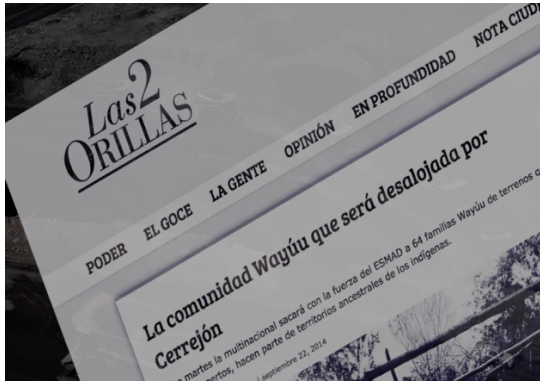 Las2
ORILLAS
PODER EL GOCE LA GENTE OPINIÓN EN PROFUNDIDAD NOTA
La comunidad Wayúu que será desalojada por
Cerrejón
martes la multinacional sacará con la fuerza del ESMAD a 64 familias Wayúu de terrenos
hacen parte de territorios ancestrales de los indígenas.
septiembre 22, 2014